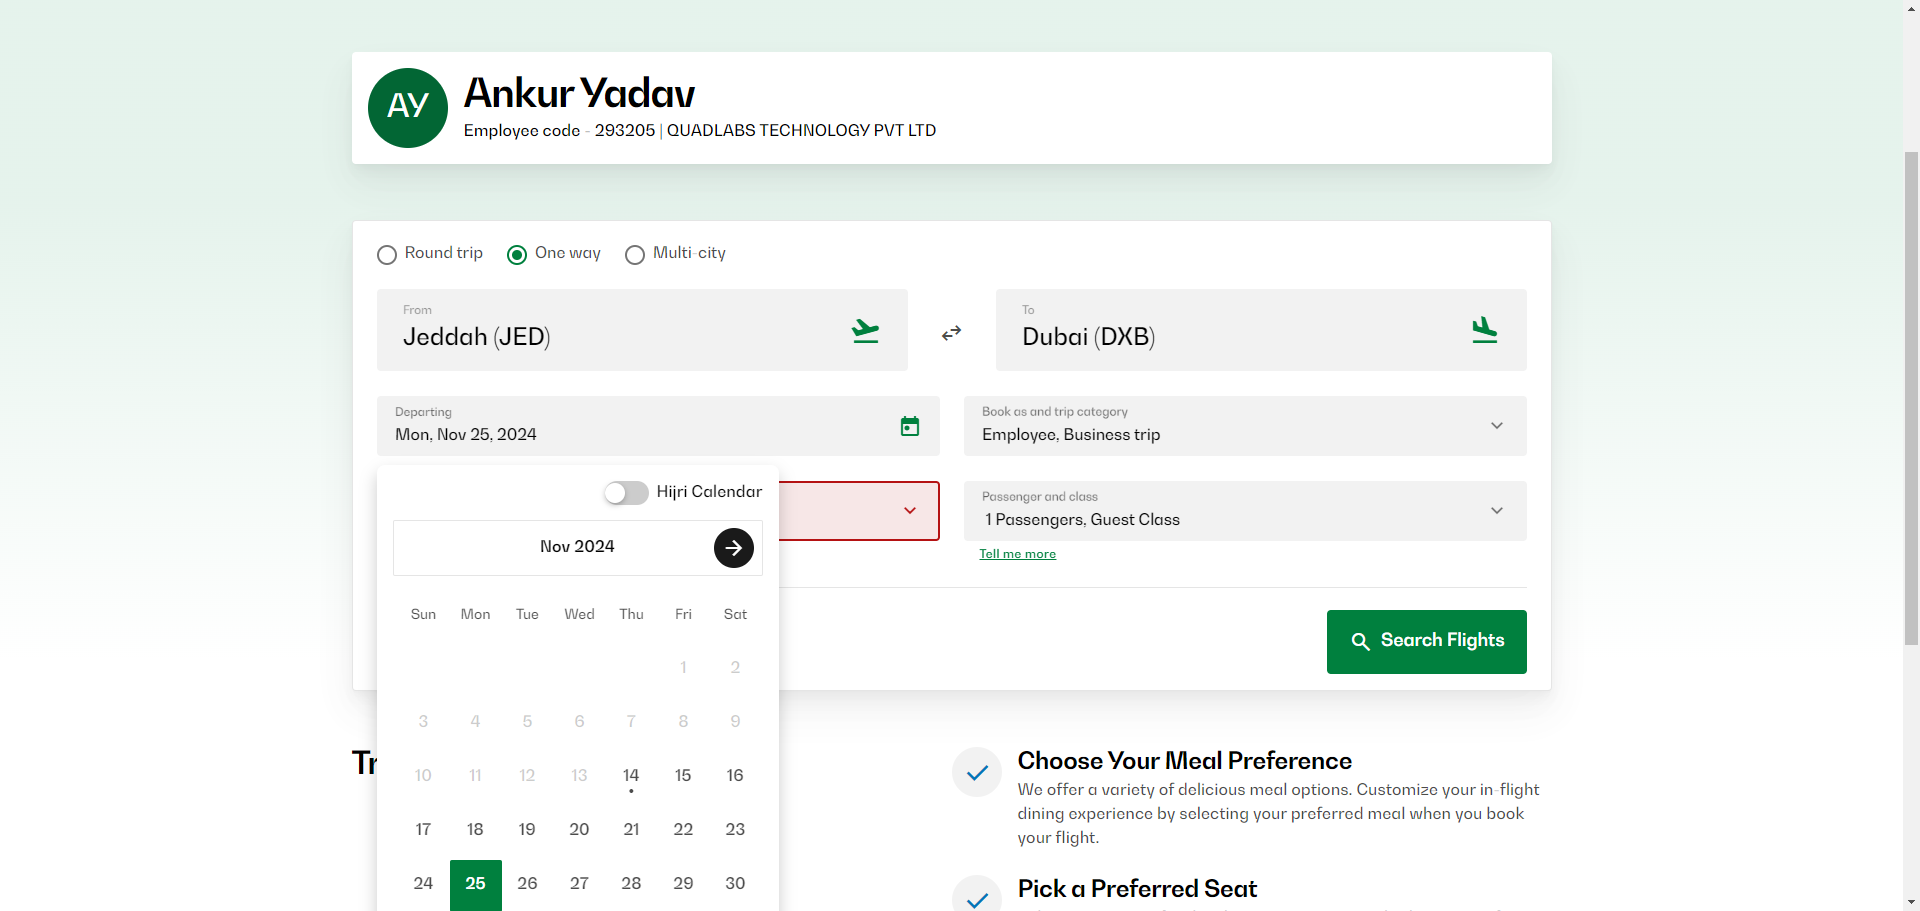 AY
Ankur Yadav
Employee code - 293205 | QUADLABS TECHNOLOGY PVT LTD
Round trip
One way
Multi-city
From
Jeddah (JED)
To
Dubai (DXB)
Departing
Mon, Nov 25, 2024
Book as and trip category
Employee, Business trip
Hijri Calendar
Passenger and class
1 Passengers, Guest Class
Tell me more
Nov 2024
Sun Mon Tue Wed Thu Fri Sat
1 2
3 4 5 6 7 8 9
10 11 12 13 14 15 16
17 18 19 20 21 22 23
24 25 26 27 28 29 30
Search Flights
Choose Your Meal Preference
We offer a variety of delicious meal options. Customize your in-flight
dining experience by selecting your preferred meal when you book
your flight.
Pick a Preferred Seat